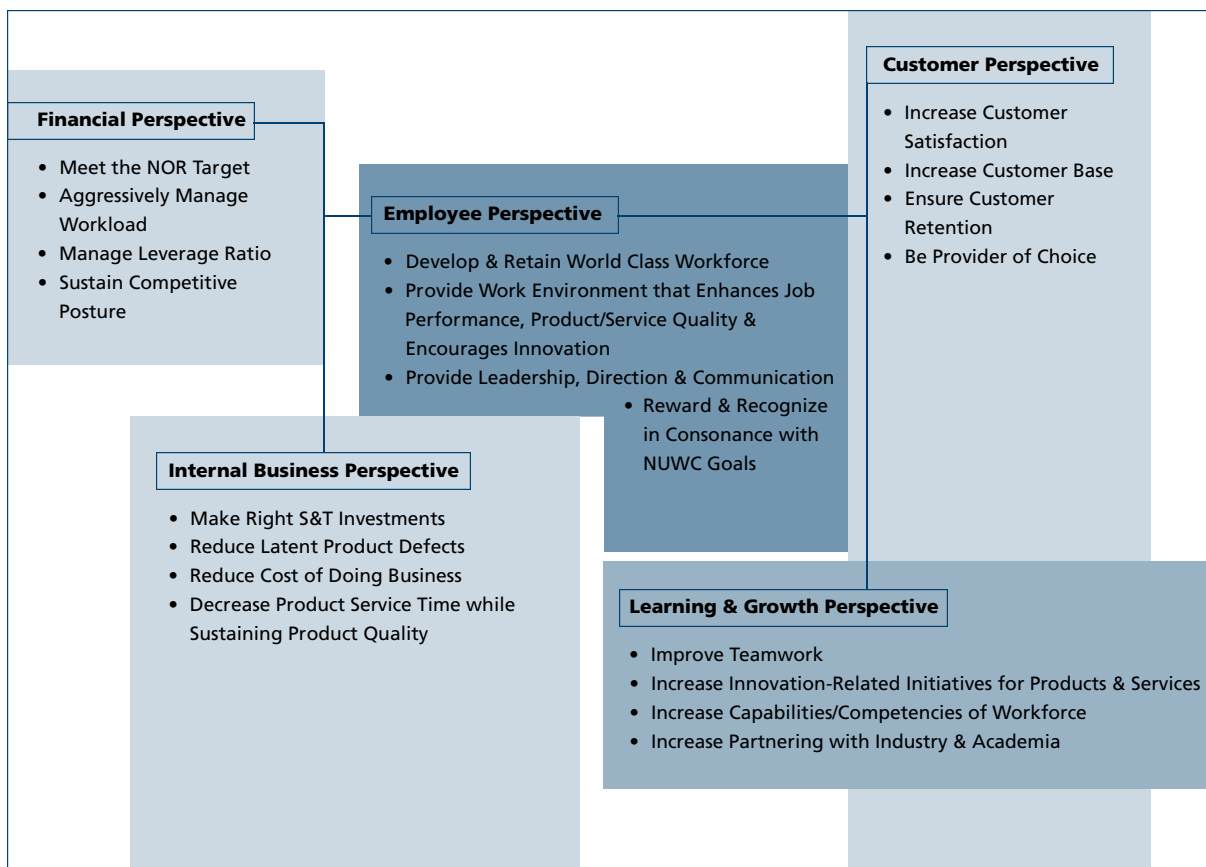 Financial Perspective
• Meet the NOR Target
• Aggressively Manage
Workload
• Manage Leverage Ratio
• Sustain Competitive
Posture
Employee Perspective
• Develop & Retain World Class Workforce
• Provide Work Environment that Enhances Job
Performance, Product/Service Quality &
Encourages Innovation
• Provide Leadership, Direction & Communication
• Reward & Recognize
in Consonance with
NUWC Goals
Customer Perspective
• Increase Customer
Satisfaction
• Increase Customer Base
• Ensure Customer
Retention
• Be Provider of Choice
Internal Business Perspective
• Make Right S&T Investments
• Reduce Latent Product Defects
• Reduce Cost of Doing Business
• Decrease Product Service Time while
Sustaining Product Quality
Learning & Growth Perspective
• Improve Teamwork
• Increase Innovation-Related Initiatives for Products & Services
• Increase Capabilities/Competencies of Workforce
• Increase Partnering with Industry & Academia